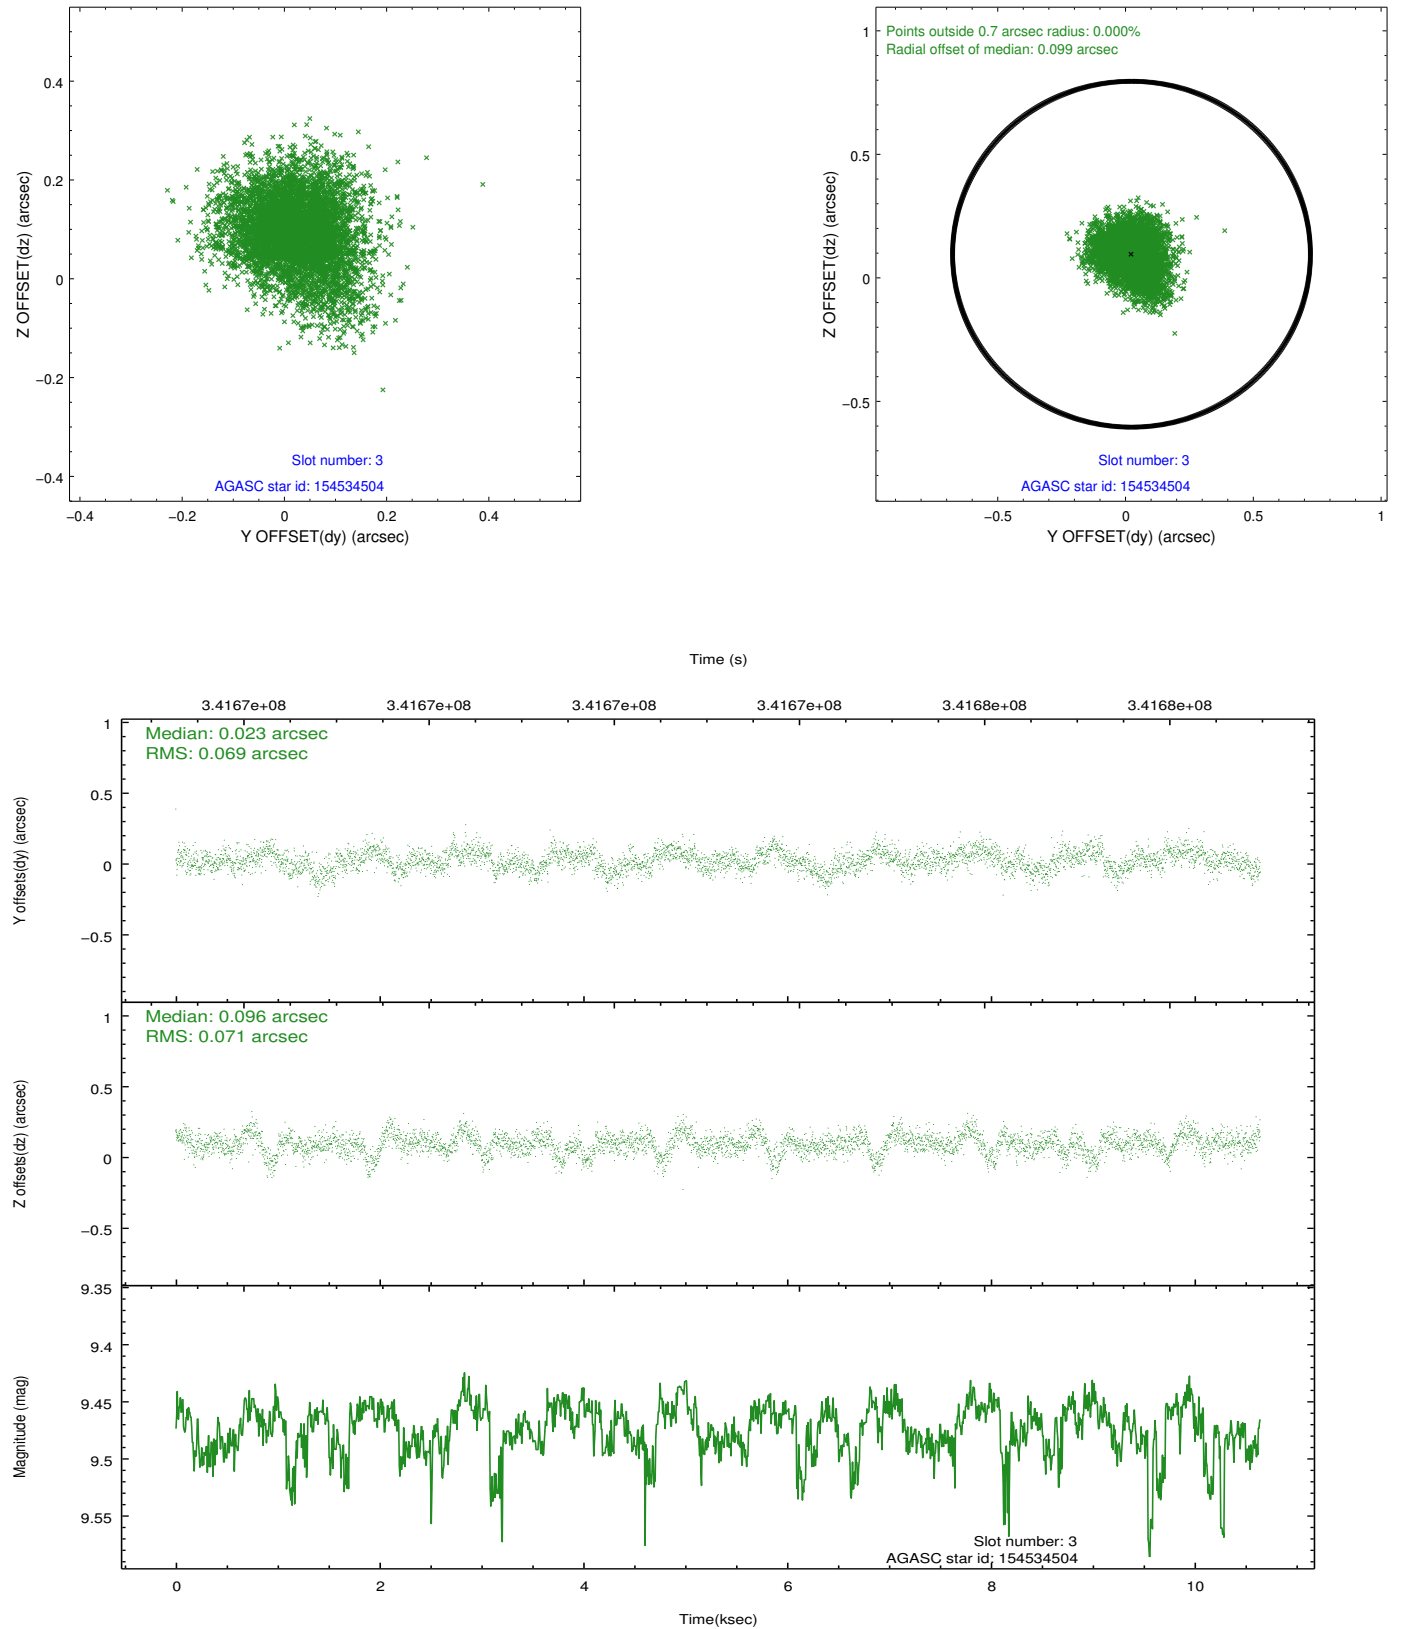 0.4
0.2
0
−0.2
−0.4
Z OFFSET(dz) (arcsec)
Slot number: 3
AGASC star id: 154534504
−0.4 −0.2 0 0.2 0.4
Y OFFSET(dy) (arcsec)
Points outside 0.7 arcsec radius: 0.000%
Radial offset of median: 0.099 arcsec
1
0.5
0
−0.5
Z OFFSET(dz) (arcsec)
Slot number: 3
AGASC star id: 154534504
−0.5 0 0.5 1
Y OFFSET(dy) (arcsec)
Time (s)
3.4167e+08 3.4167e+08 3.4167e+08 3.4167e+08 3.4168e+08 3.4168e+08
Median: 0.023 arcsec
RMS: 0.069 arcsec
1
0.5
0
−0.5
Y offsets(dy) (arcsec)
Median: 0.096 arcsec
RMS: 0.071 arcsec
1
0.5
0
−0.5
Z offsets(dz) (arcsec)
9.35
9.4
9.45
9.5
9.55
Magnitude (mag)
Slot number: 3
AGASC star id: 154534504
0 2 4 6 8 10
Time(ksec)